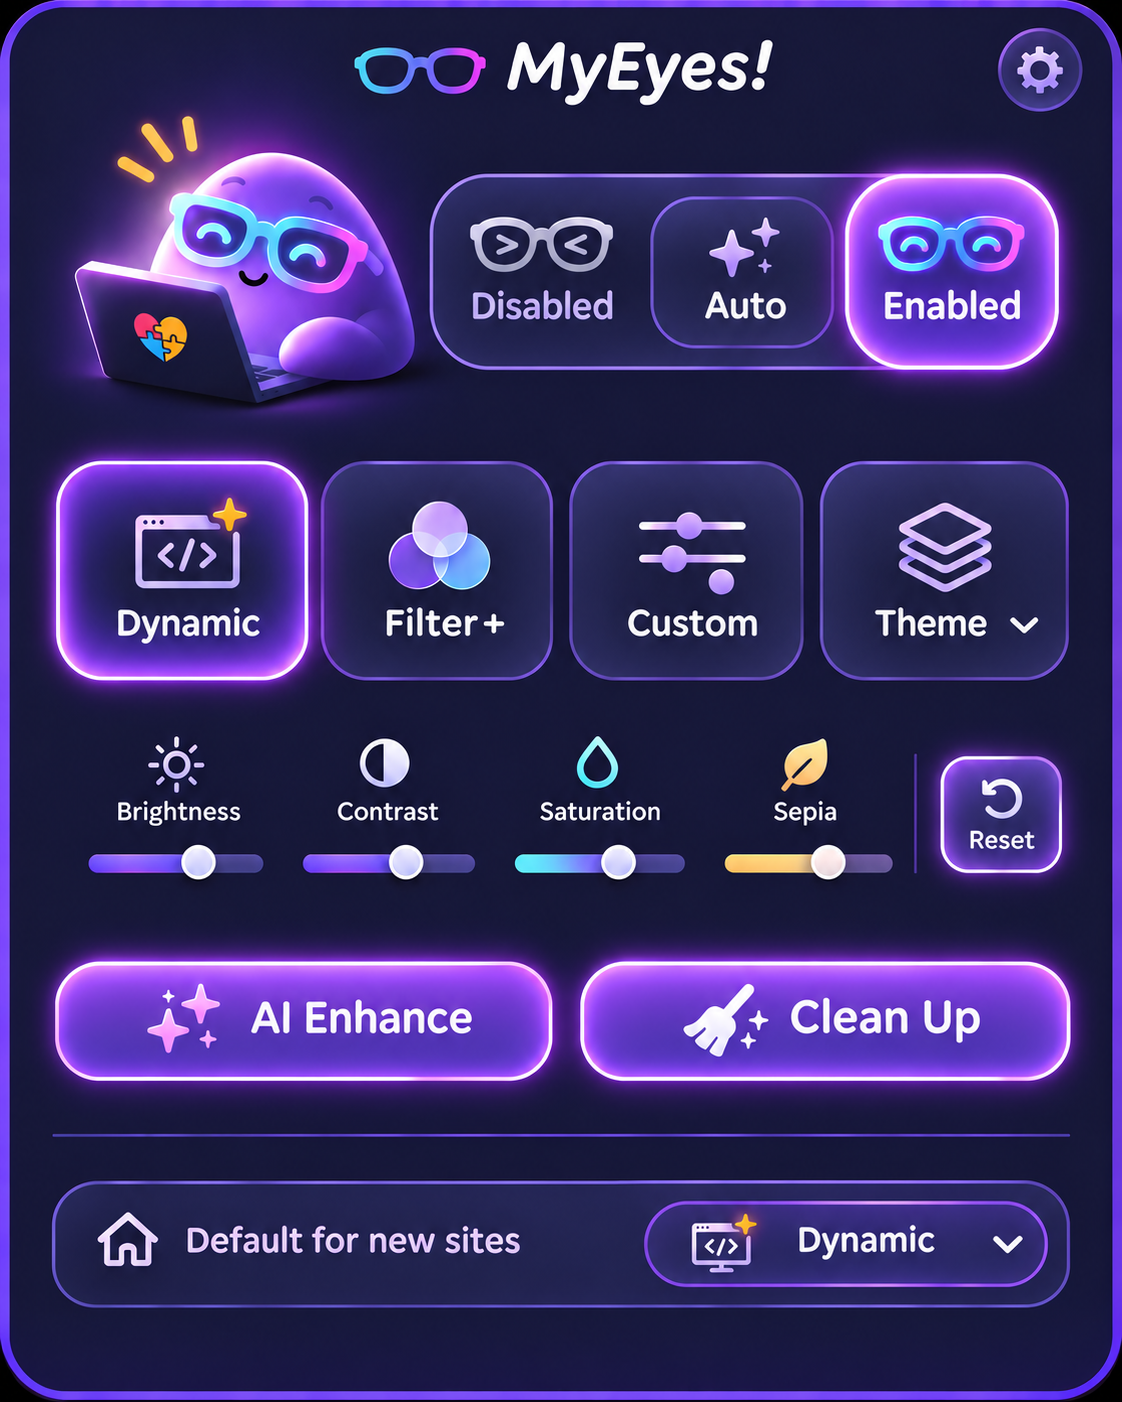 MyEyes!
Disabled
Auto
Enabled
</>
Dynamic
Filter+
Custom
Theme
Brightness
Contrast
Saturation
Sepia
Reset
AI Enhance
Clean Up
Default for new sites
</>
Dynamic